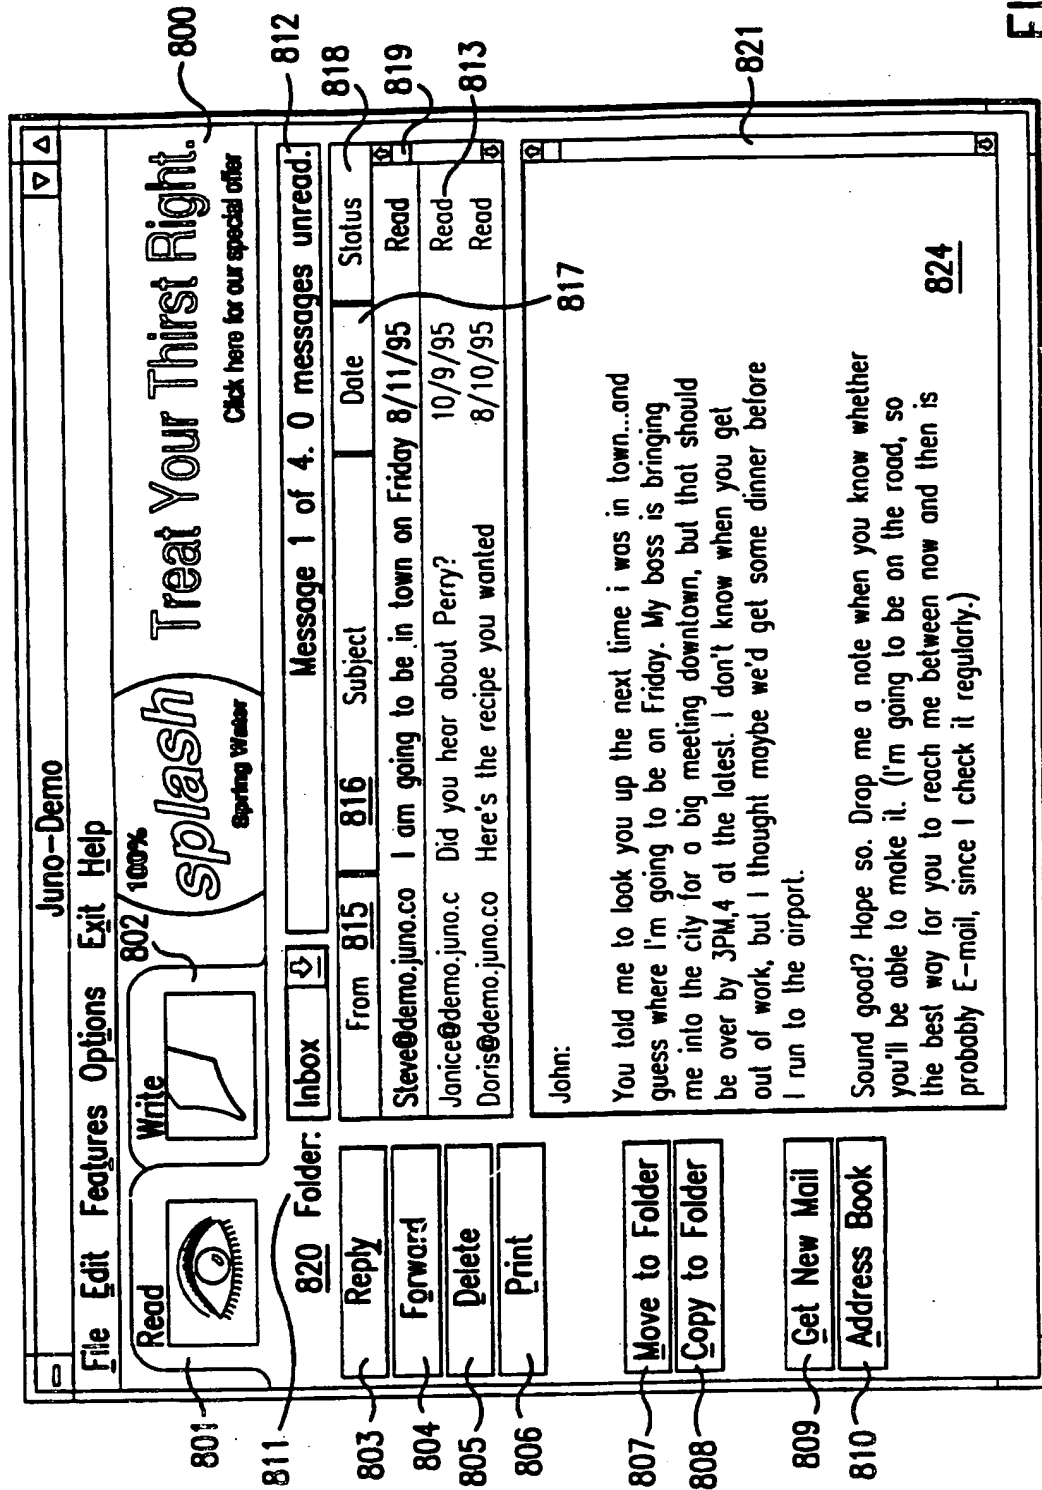 Juno-Demo
File Edit Features Options Exit Help
800
801
Read
Write
802
100%
splash
Spring Water
Treat Your Thirst Right.
Click here for our special offer
812
811
820 Folder: Inbox
Message 1 of 4. 0 messages unread.
818
From 815 816 Subject Date Status
819
Steve@demo.juno.co I am going to be in town on Friday 8/11/95 Read
Janice@demo.juno.c Did you hear about Perry? 10/9/95 Read
813
Doris@demo.juno.co Here's the recipe you wanted 8/10/95 Read
817
803 Reply
804 Forward
805 Delete
806 Print
807 Move to Folder
808 Copy to Folder
809 Get New Mail
810 Address Book
821
John:
You told me to look you up the next time i was in town...and
guess where I'm going to be on Friday. My boss is bringing
me into the city for a big meeting downtown, but that should
be over by 3PM,4 at the latest. I don't know when you get
out of work, but I thought maybe we'd get some dinner before
I run to the airport.
Sound good? Hope so. Drop me a note when you know whether
you'll be able to make it. (I'm going to be on the road, so
the best way for you to reach me between now and then is
probably E-mail, since I check it regularly.)
824